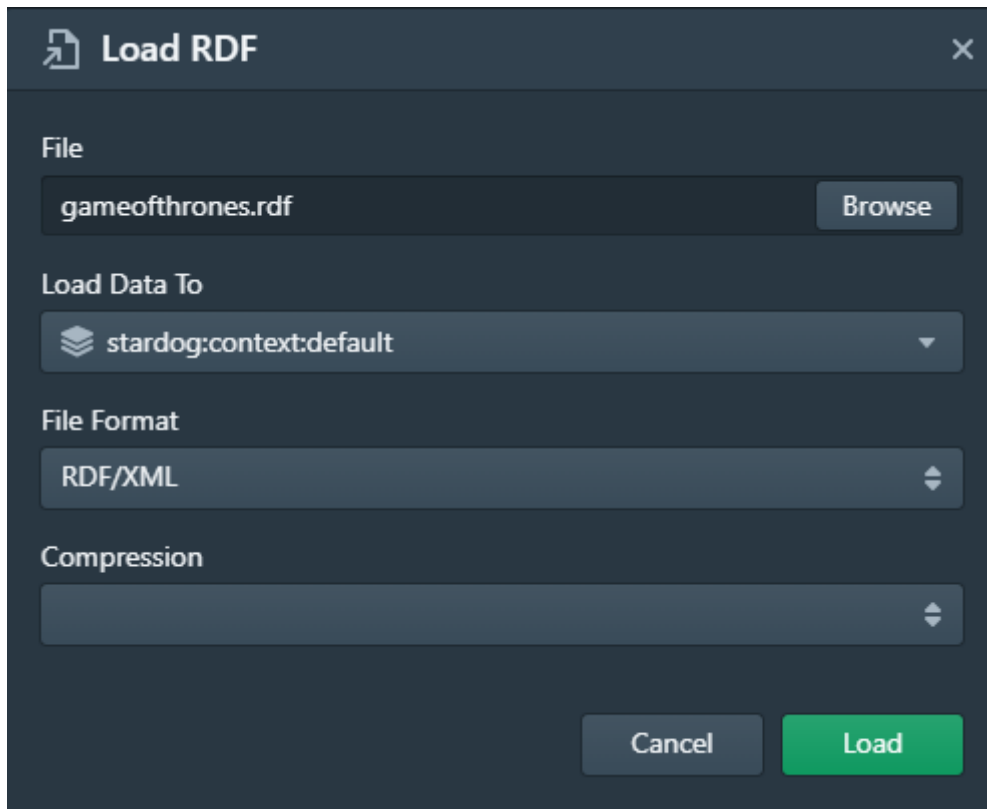 Load RDF
File
gameofthrones.rdf
Browse
Load Data To
stardog:context:default
File Format
RDF/XML
Compression
Cancel
Load